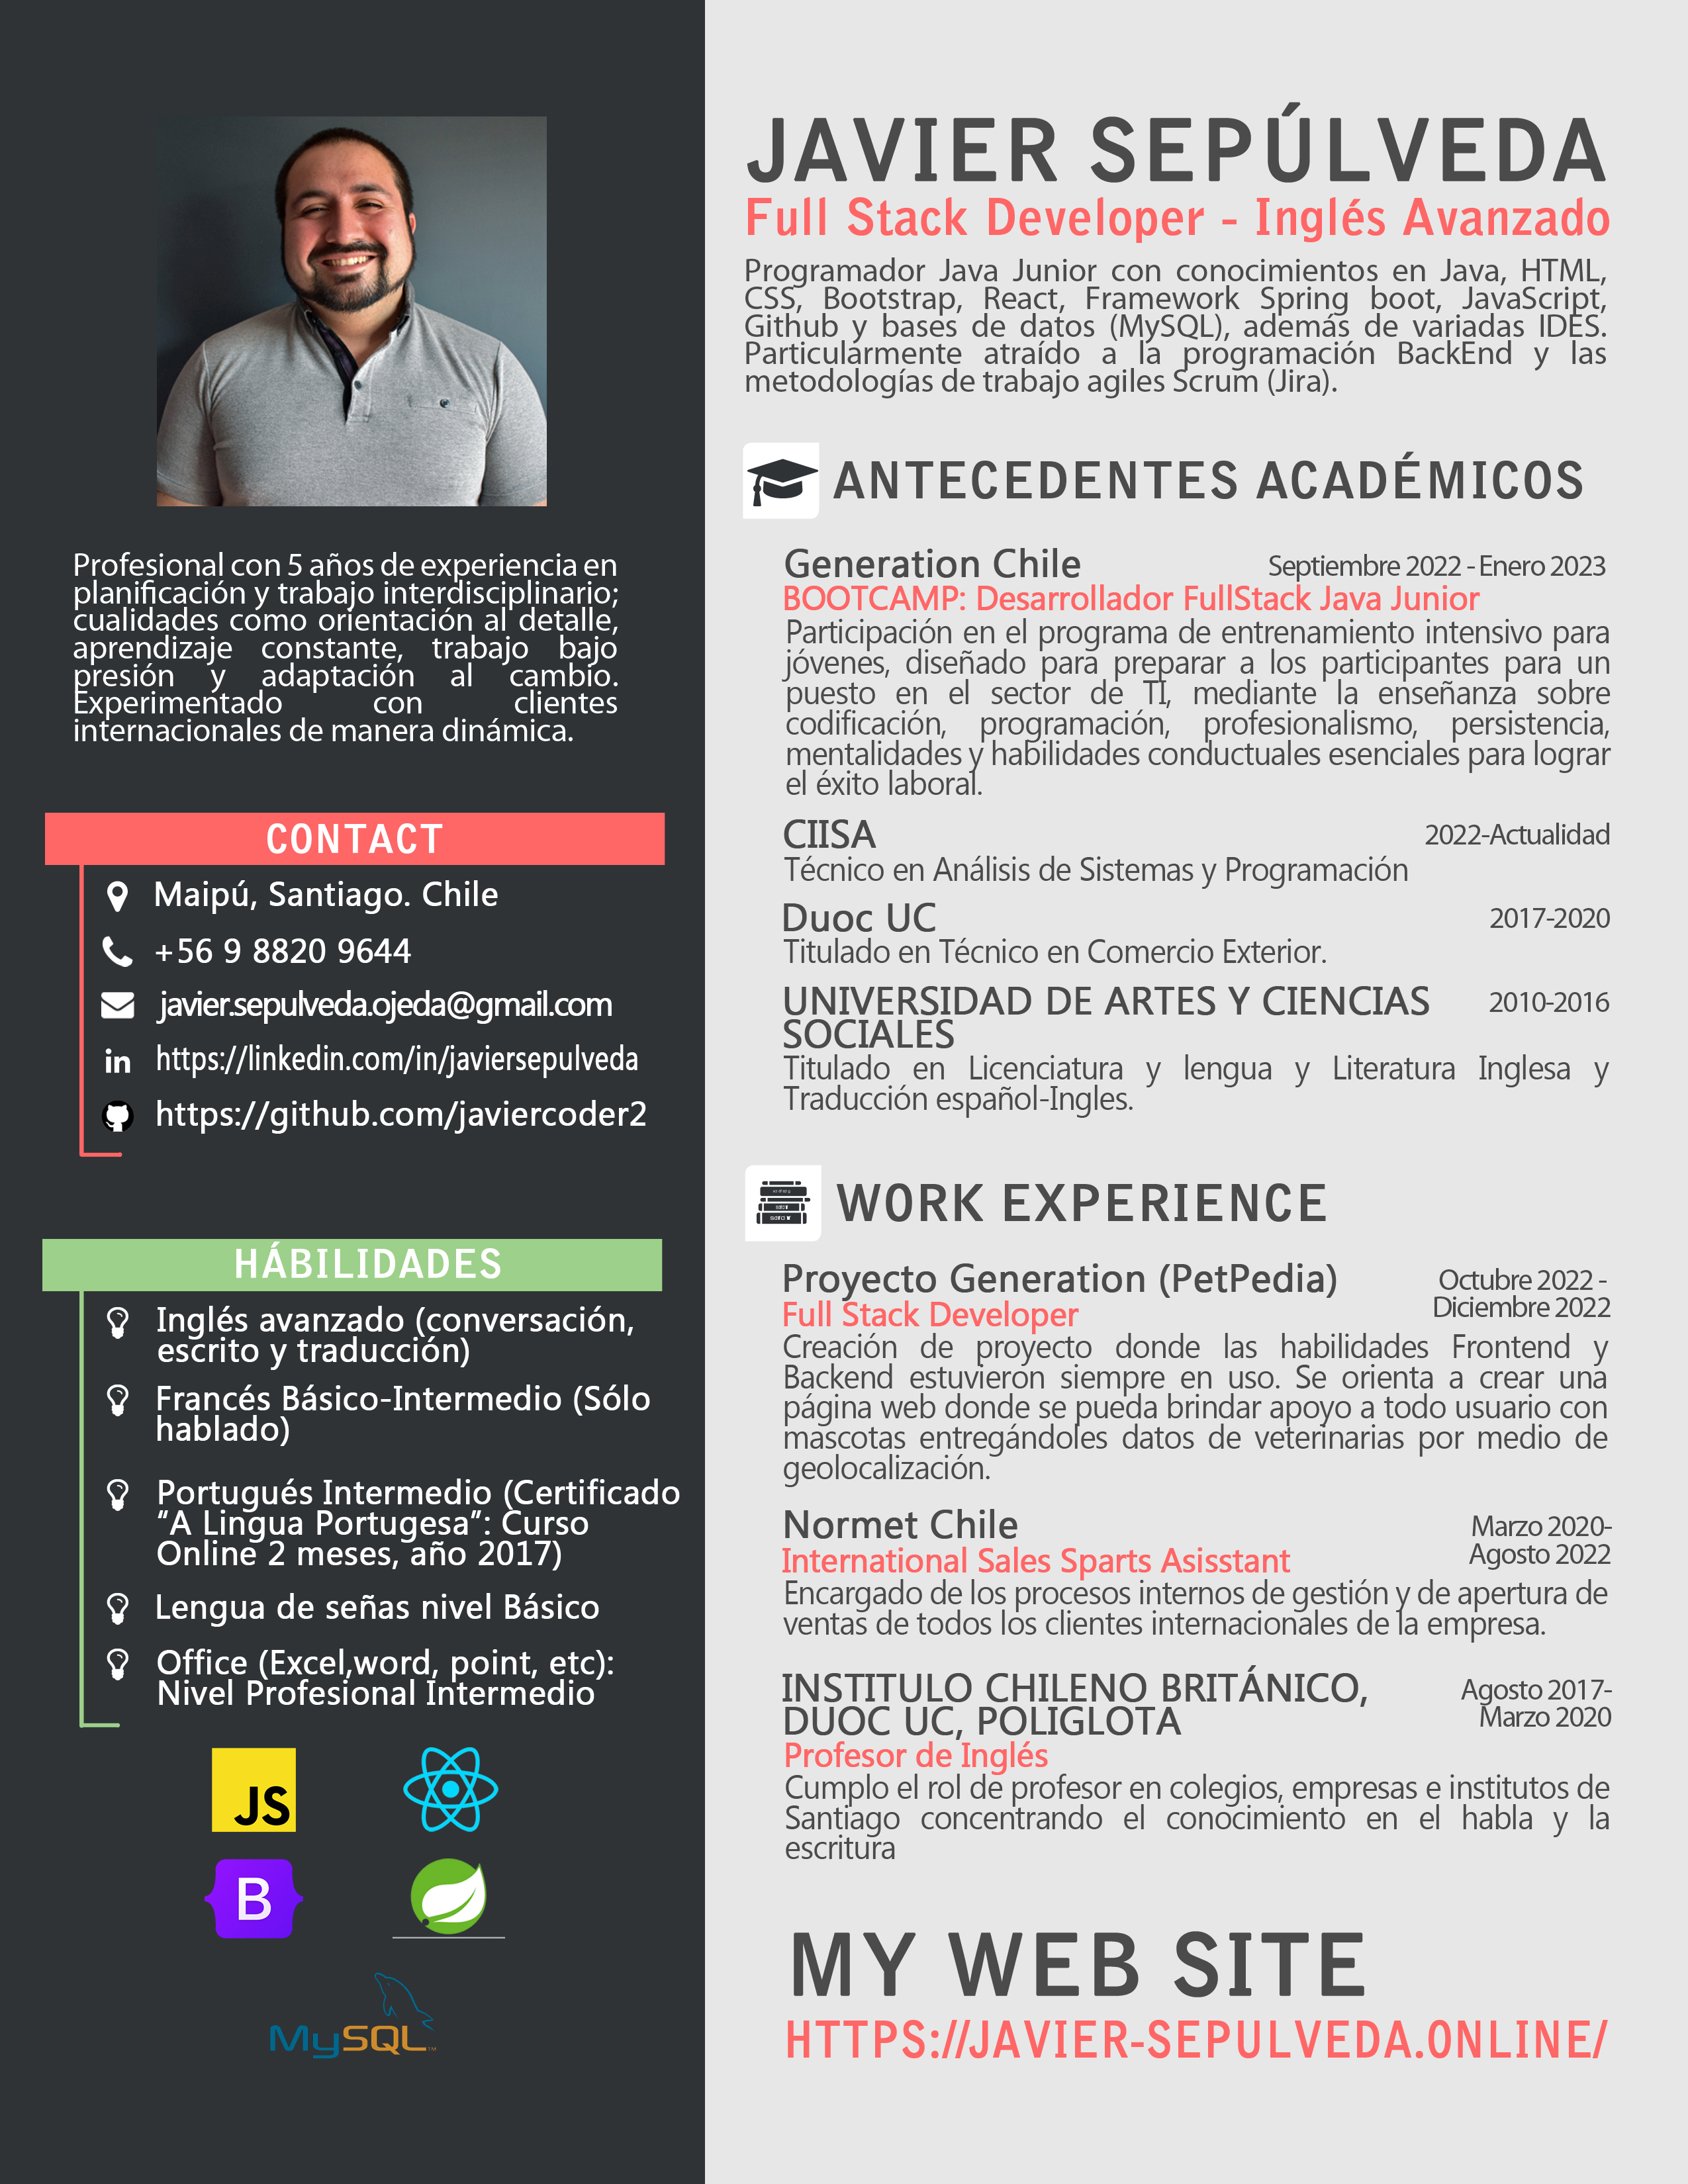 Profesional con 5 años de experiencia en
planificación y trabajo interdisciplinario;
cualidades como orientación al detalle,
aprendizaje constante, trabajo bajo
presión y adaptación al cambio.
Experimentado con clientes
internacionales de manera dinámica.
CONTACT
Maipú, Santiago. Chile
+56 9 8820 9644
javier.sepulveda.ojeda@gmail.com
in https://linkedin.com/in/javiersepulveda
https://github.com/javiercoder2
HÁBILIDADES
Inglés avanzado (conversación,
escrito y traducción)
Francés Básico-Intermedio (Sólo
hablado)
Portugués Intermedio (Certificado
“A Lingua Portugesa”: Curso
Online 2 meses, año 2017)
Lengua de señas nivel Básico
Office (Excel,word, point, etc):
Nivel Profesional Intermedio
JS
B
MySQL™
JAVIER SEPÚLVEDA
Full Stack Developer - Inglés Avanzado
Programador Java Junior con conocimientos en Java, HTML,
CSS, Bootstrap, React, Framework Spring boot, JavaScript,
Github y bases de datos (MySQL), además de variadas IDES.
Particularmente atraído a la programación BackEnd y las
metodologías de trabajo agiles Scrum (Jira).
ANTECEDENTES ACADÉMICOS
Generation Chile Septiembre 2022 - Enero 2023
BOOTCAMP: Desarrollador FullStack Java Junior
Participación en el programa de entrenamiento intensivo para
jóvenes, diseñado para preparar a los participantes para un
puesto en el sector de TI, mediante la enseñanza sobre
codificación, programación, profesionalismo, persistencia,
mentalidades y habilidades conductuales esenciales para lograr
el éxito laboral.
CIISA 2022-Actualidad
Técnico en Análisis de Sistemas y Programación
Duoc UC 2017-2020
Titulado en Técnico en Comercio Exterior.
UNIVERSIDAD DE ARTES Y CIENCIAS 2010-2016
SOCIALES
Titulado en Licenciatura y lengua y Literatura Inglesa y
Traducción español-Ingles.
WORK EXPERIENCE
Proyecto Generation (PetPedia) Octubre 2022 -
Diciembre 2022
Full Stack Developer
Creación de proyecto donde las habilidades Frontend y
Backend estuvieron siempre en uso. Se orienta a crear una
página web donde se pueda brindar apoyo a todo usuario con
mascotas entregándoles datos de veterinarias por medio de
geolocalización.
Normet Chile Marzo 2020-
Agosto 2022
International Sales Sparts Asisstant
Encargado de los procesos internos de gestión y de apertura de
ventas de todos los clientes internacionales de la empresa.
INSTITULO CHILENO BRITÁNICO, Agosto 2017-
DUOC UC, POLIGLOTA Marzo 2020
Profesor de Inglés
Cumplo el rol de profesor en colegios, empresas e institutos de
Santiago concentrando el conocimiento en el habla y la
escritura
MY WEB SITE
HTTPS://JAVIER-SEPULVEDA.ONLINE/